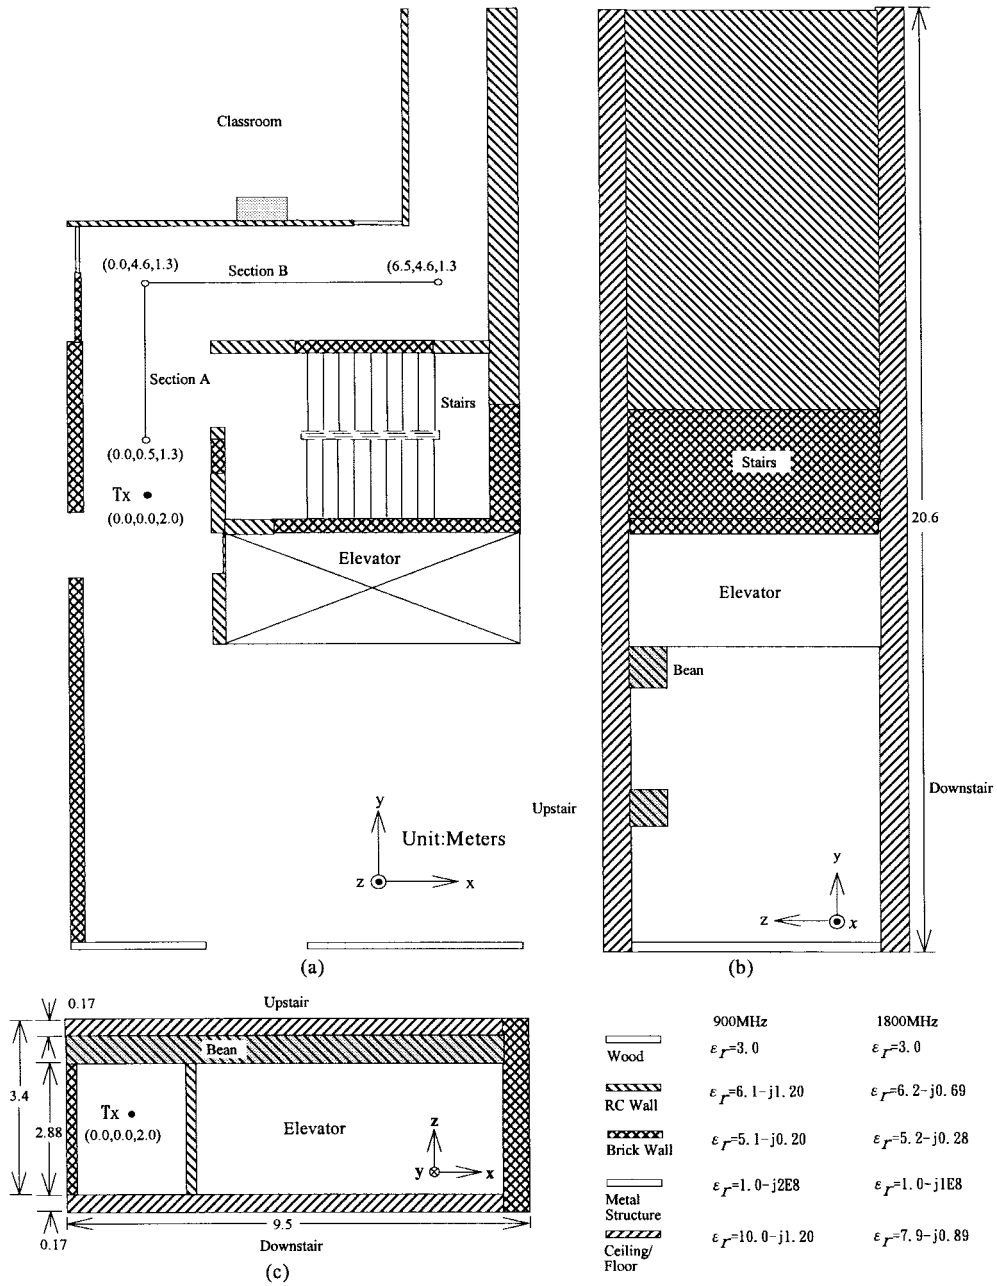 Classroom
(0.0,4.6,1.3)
Section B
(6.5,4.6,1.3
Section A
Stairs
(0.0,0.5,1.3)
Tx
(0.0,0.0,2.0)
Elevator
y
Unit:Meters
z
x
(a)
Stairs
20.6
Elevator
Bean
Upstair
Downstair
y
z
x
(b)
0.17
Upstair
Bean
3.4
2.88
Tx
(0.0,0.0,2.0)
Elevator
z
y
x
9.5
0.17
Downstair
(c)
900MHz 1800MHz
Wood εr=3.0 εr=3.0
RC Wall εr=6.1-j1.20 εr=6.2-j0.69
Brick Wall εr=5.1-j0.20 εr=5.2-j0.28
Metal Structure εr=1.0-j2E8 εr=1.0-j1E8
Ceiling/ Floor εr=10.0-j1.20 εr=7.9-j0.89